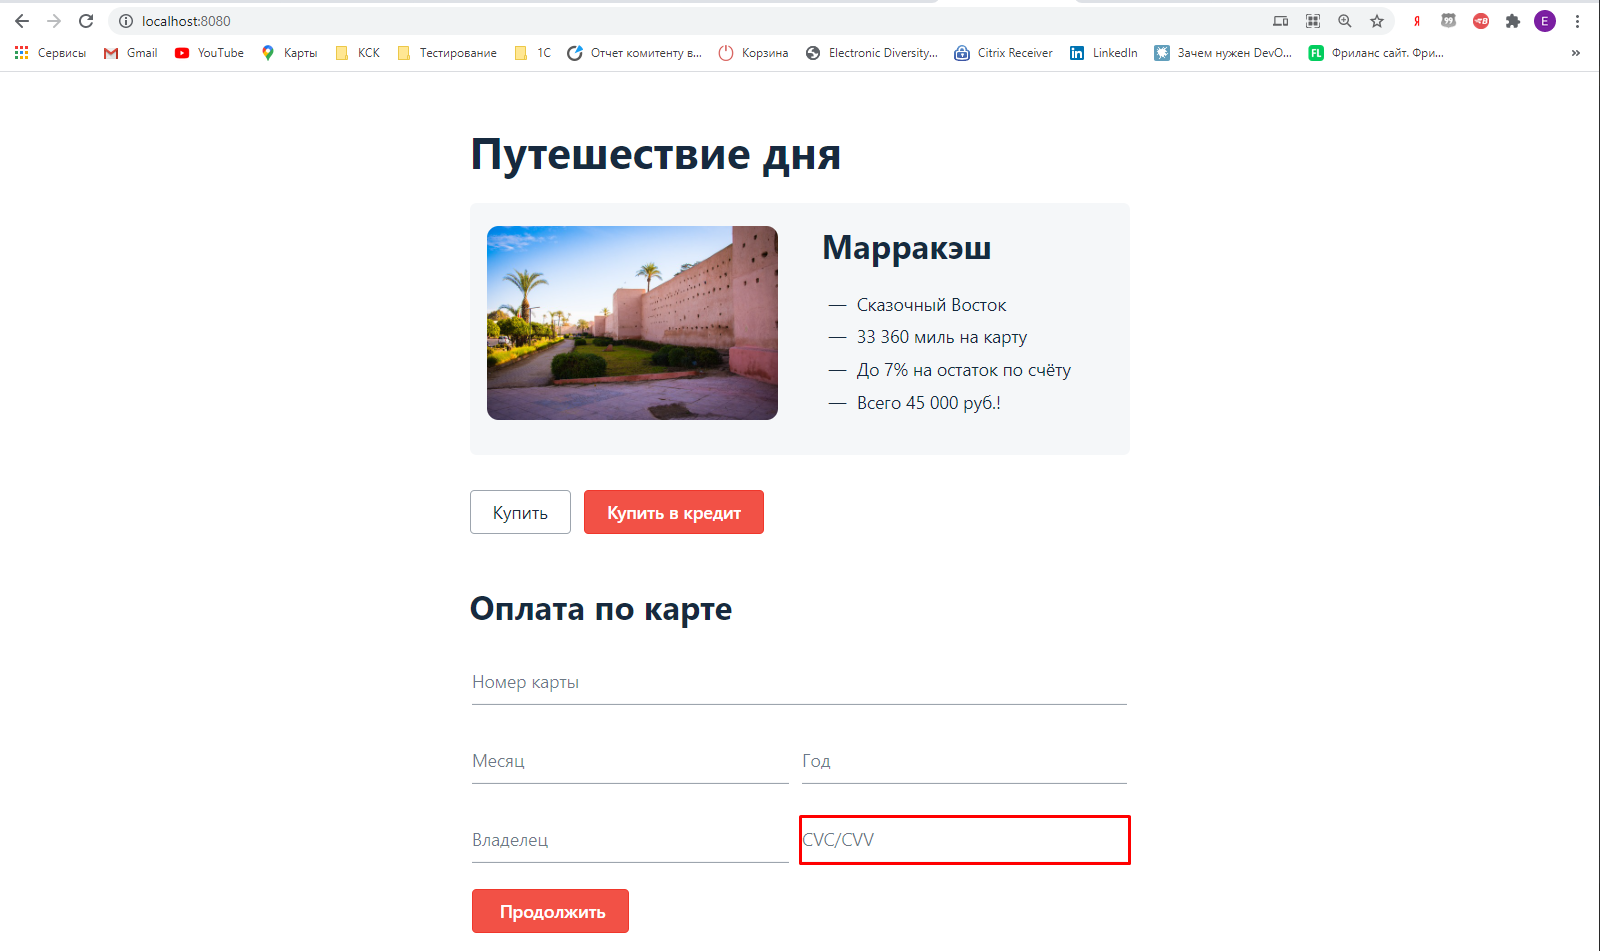 localhost:8080
E
Сервисы Gmail YouTube Карты КСК Тестирование 1С Отчет комитенту в... Корзина Electronic Diversity... Citrix Receiver LinkedIn Зачем нужен DevO... FL Фриланс сайт. Фри... »
Путешествие дня
Марракэш
— Сказочный Восток
— 33 360 миль на карту
— До 7% на остаток по счёту
— Всего 45 000 руб.!
Купить Купить в кредит
Оплата по карте
Номер карты
Месяц Год
Владелец CVC/CVV
Продолжить